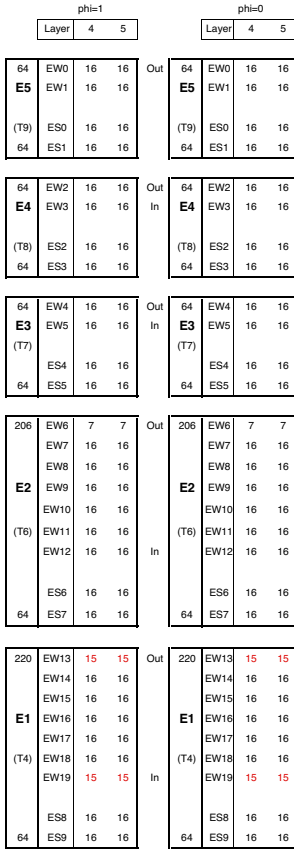 phi=1 phi=0
Layer 4 5 Layer 4 5
64 EW0 16 16 Out 64 EW0 16 16
E5 EW1 16 16 E5 EW1 16 16
(T9) ES0 16 16 (T9) ES0 16 16
64 ES1 16 16 64 ES1 16 16
64 EW2 16 16 Out 64 EW2 16 16
E4 EW3 16 16 In E4 EW3 16 16
(T8) ES2 16 16 (T8) ES2 16 16
64 ES3 16 16 64 ES3 16 16
64 EW4 16 16 Out 64 EW4 16 16
E3 EW5 16 16 In E3 EW5 16 16
(T7) (T7)
ES4 16 16 ES4 16 16
64 ES5 16 16 64 ES5 16 16
206 EW6 7 7 Out 206 EW6 7 7
EW7 16 16 EW7 16 16
EW8 16 16 EW8 16 16
E2 EW9 16 16 E2 EW9 16 16
EW10 16 16 EW10 16 16
(T6) EW11 16 16 (T6) EW11 16 16
EW12 16 16 In EW12 16 16
ES6 16 16 ES6 16 16
64 ES7 16 16 64 ES7 16 16
220 EW13 15 15 Out 220 EW13 15 15
EW14 16 16 EW14 16 16
EW15 16 16 EW15 16 16
E1 EW16 16 16 E1 EW16 16 16
EW17 16 16 EW17 16 16
(T4) EW18 16 16 (T4) EW18 16 16
EW19 15 15 In EW19 15 15
ES8 16 16 ES8 16 16
64 ES9 16 16 64 ES9 16 16